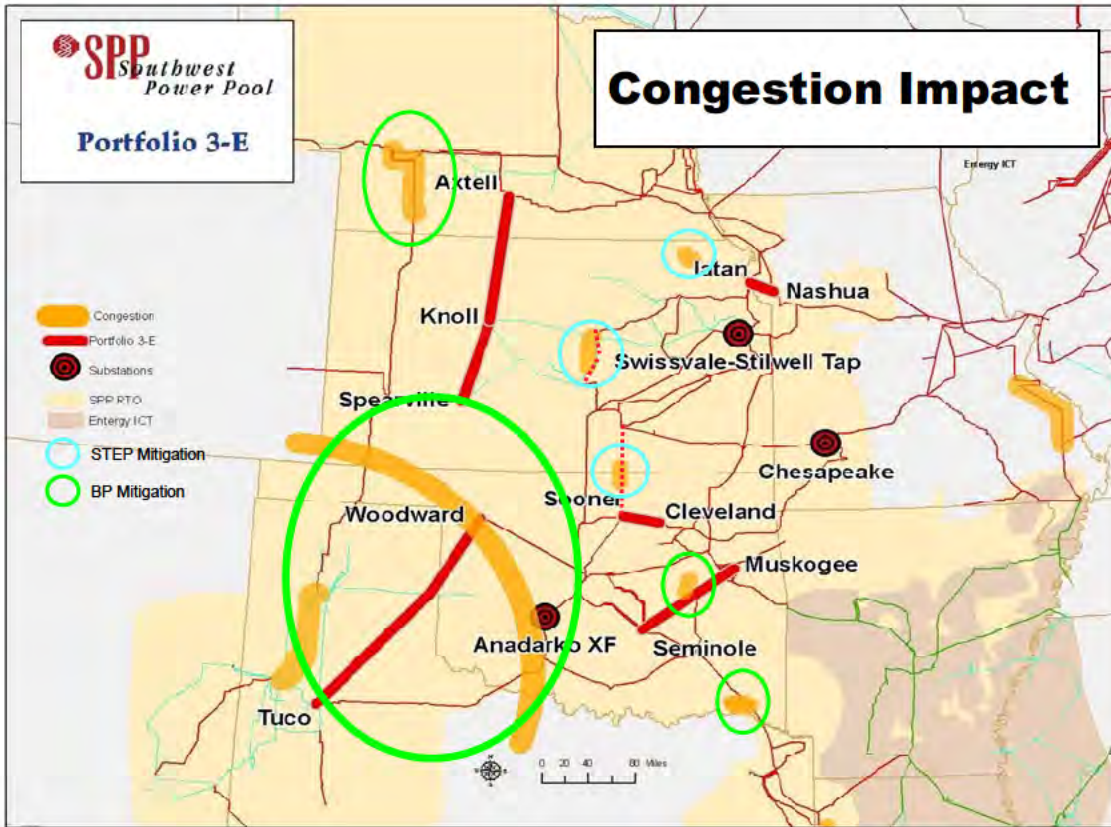 SPP
Southwest
Power Pool
Portfolio 3-E
Congestion Impact
Entergy ICT
Axtell
Iatan
Nashua
Knoll
Congestion
Portfolio 3-E
Substations
SPP RTO
Entergy ICT
STEP Mitigation
BP Mitigation
Swissvale-Stilwell Tap
Spearville
Chesapeake
Sooner
Cleveland
Woodward
Muskogee
Anadarko XF
Seminole
Tuco
N
0 20 40 80 Miles